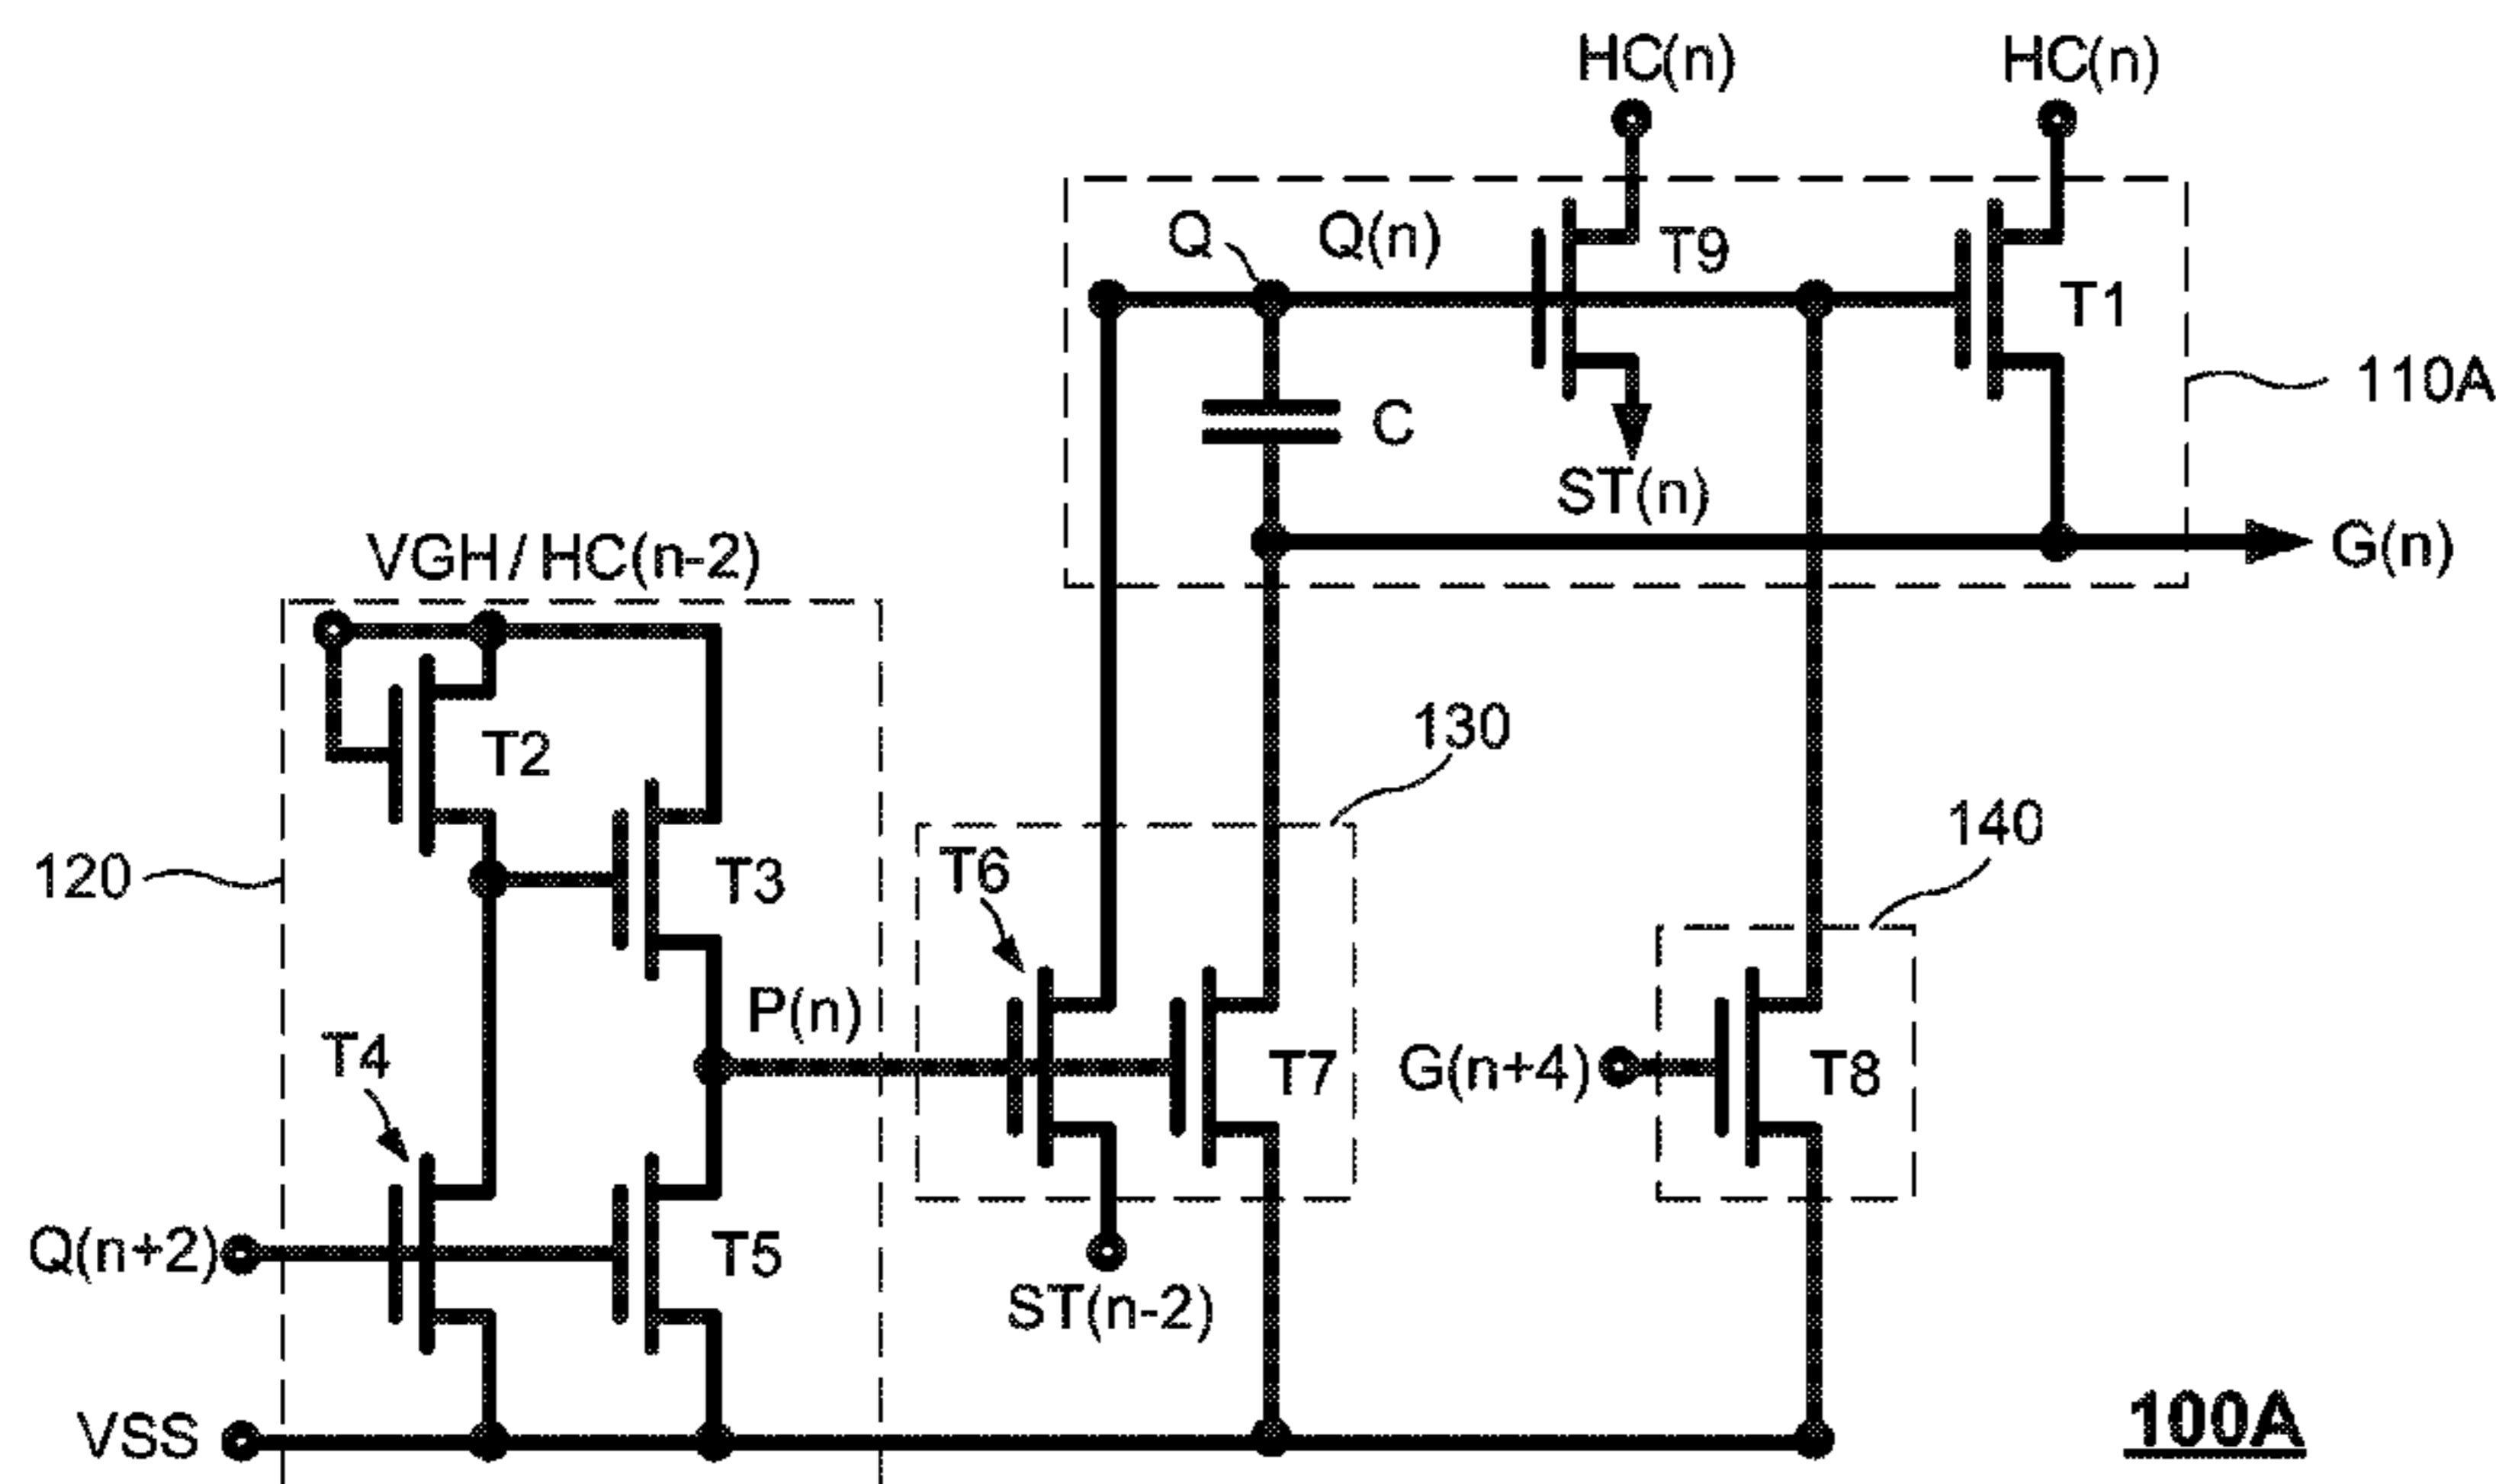 HC(n)
HC(n)
Q
Q(n)
T9
T1
110A
C
ST(n)
G(n)
VGH / HC(n-2)
T2
130
140
120
T3
T6
P(n)
T4
T7
G(n+4)
T8
Q(n+2)
T5
ST(n-2)
VSS
100A